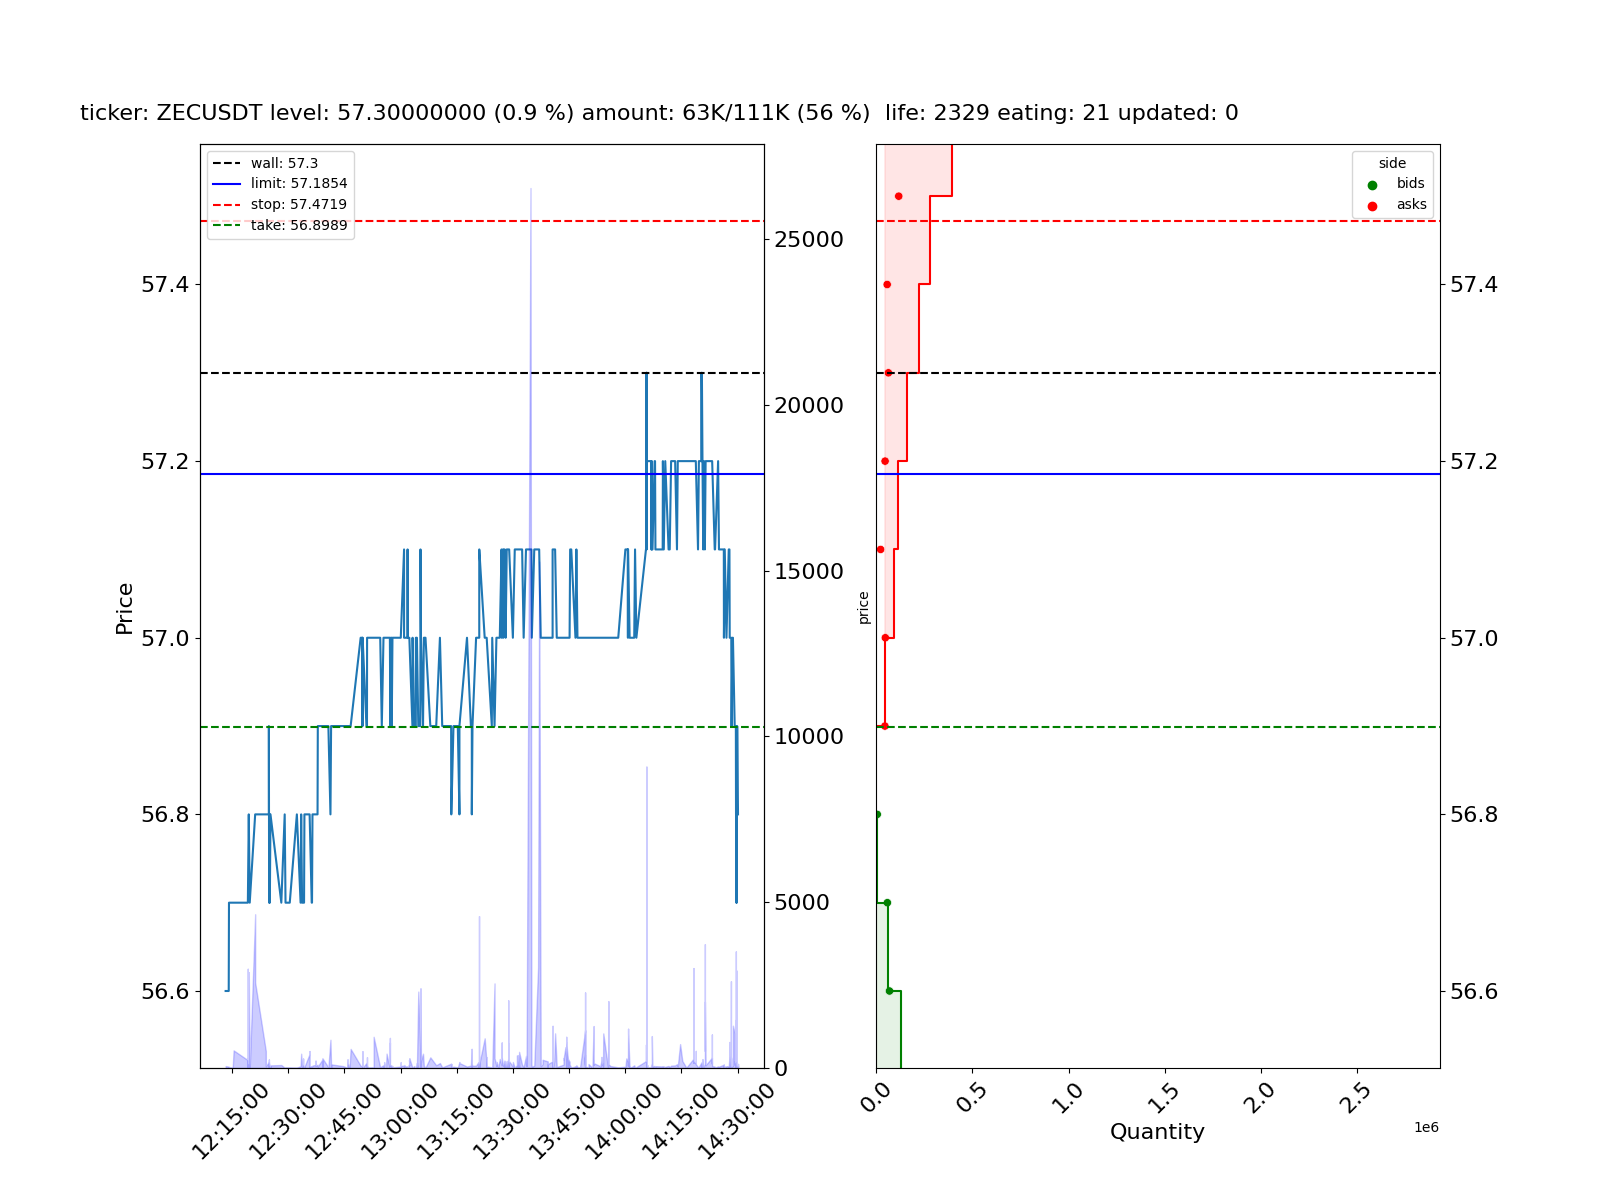 ticker: ZECUSDT level: 57.30000000 (0.9 %) amount: 63K/111K (56 %)  life: 2329 eating: 21 updated: 0
wall: 57.3
limit: 57.1854
stop: 57.4719
take: 56.8989
Price
57.4
57.2
57.0
56.8
56.6
25000
20000
15000
10000
5000
0
12:15:00
12:30:00
12:45:00
13:00:00
13:15:00
13:30:00
13:45:00
14:00:00
14:15:00
14:30:00
side
bids
asks
price
57.4
57.2
57.0
56.8
56.6
0.0
0.5
1.0
1.5
2.0
2.5
1e6
Quantity